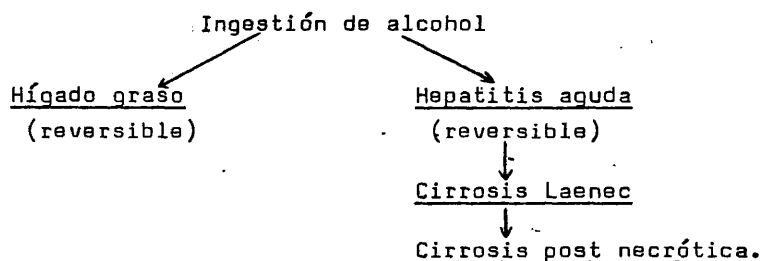 Ingestión de alcohol
Hígado graso Hepatitis aguda
(reversible) (reversible)
Cirrosis Laenec
Cirrosis post necrótica.